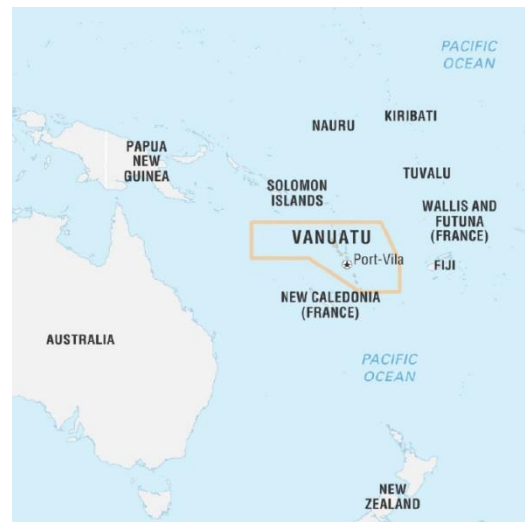 PACIFIC
OCEAN
KIRIBATI
NAURU
PAPUA
NEW
GUINEA
TUVALU
SOLOMON
ISLANDS
WALLIS AND
FUTUNA
(FRANCE)
VANUATU
Port-Vila
FIJI
NEW CALEDONIA
(FRANCE)
AUSTRALIA
PACIFIC
OCEAN
NEW
ZEALAND